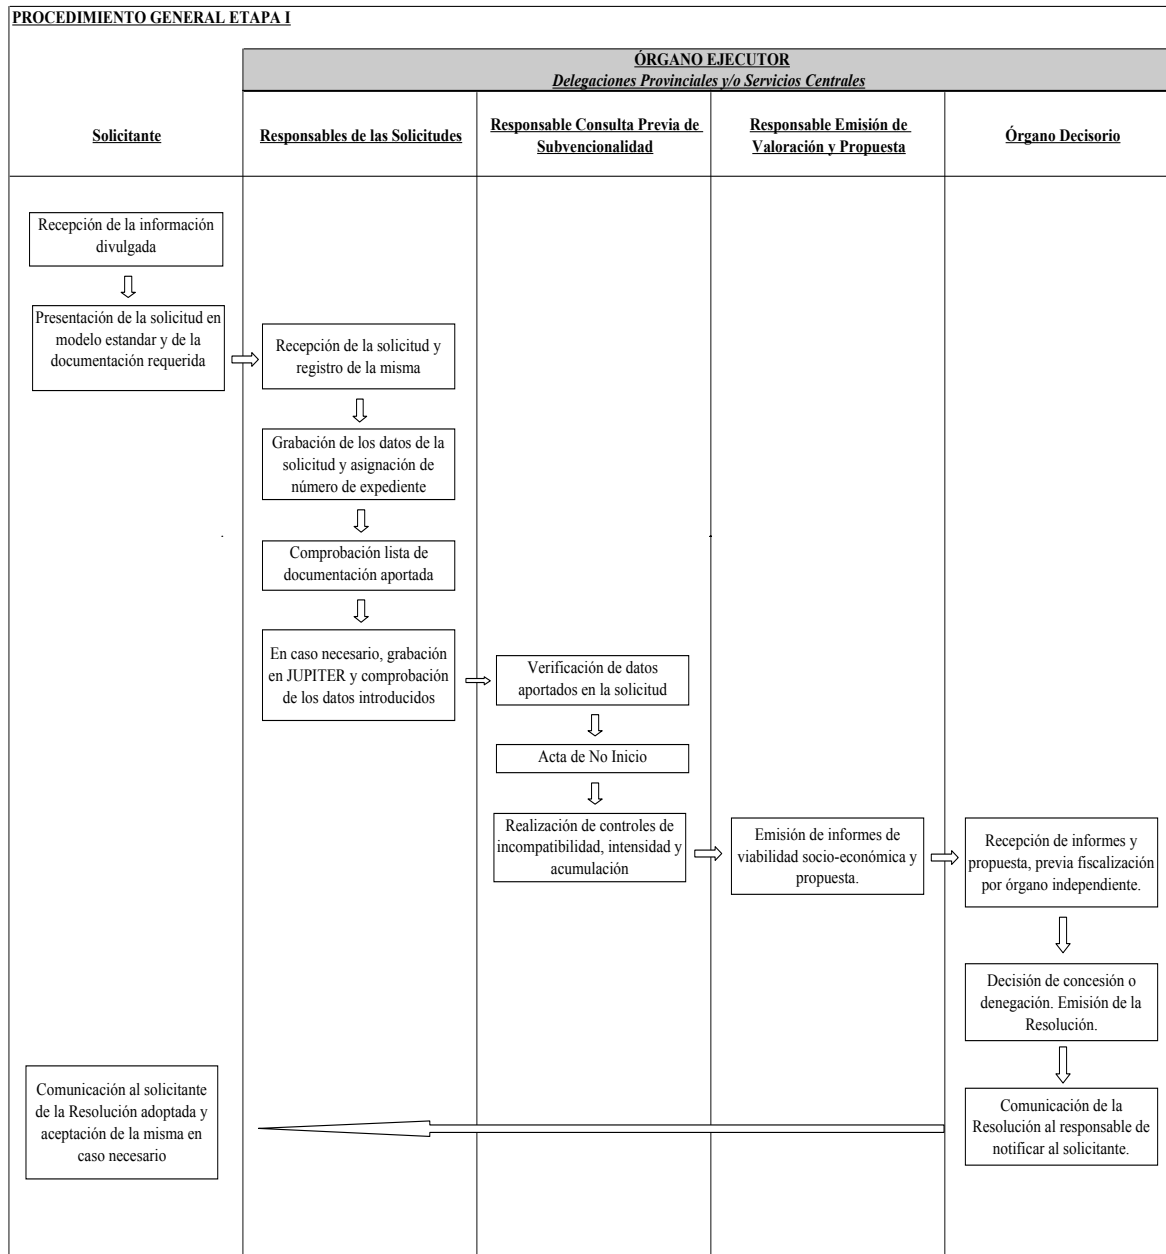 PROCEDIMIENTO GENERAL ETAPA I
ÓRGANO EJECUTOR
Delegaciones Provinciales y/o Servicios Centrales
Solicitante
Responsables de las Solicitudes
Responsable Consulta Previa de
Subvencionalidad
Responsable Emisión de
Valoración y Propuesta
Órgano Decisorio
Recepción de la información
divulgada
Presentación de la solicitud en
modelo estandar y de la
documentación requerida
Recepción de la solicitud y
registro de la misma
Grabación de los datos de la
solicitud y asignación de
número de expediente
Comprobación lista de
documentación aportada
En caso necesario, grabación
en JUPITER y comprobación
de los datos introducidos
Verificación de datos
aportados en la solicitud
Acta de No Inicio
Realización de controles de
incompatibilidad, intensidad y
acumulación
Emisión de informes de
viabilidad socio-económica y
propuesta.
Recepción de informes y
propuesta, previa fiscalización
por órgano independiente.
Decisión de concesión o
denegación. Emisión de la
Resolución.
Comunicación de la
Resolución al responsable de
notificar al solicitante.
Comunicación al solicitante
de la Resolución adoptada y
aceptación de la misma en
caso necesario